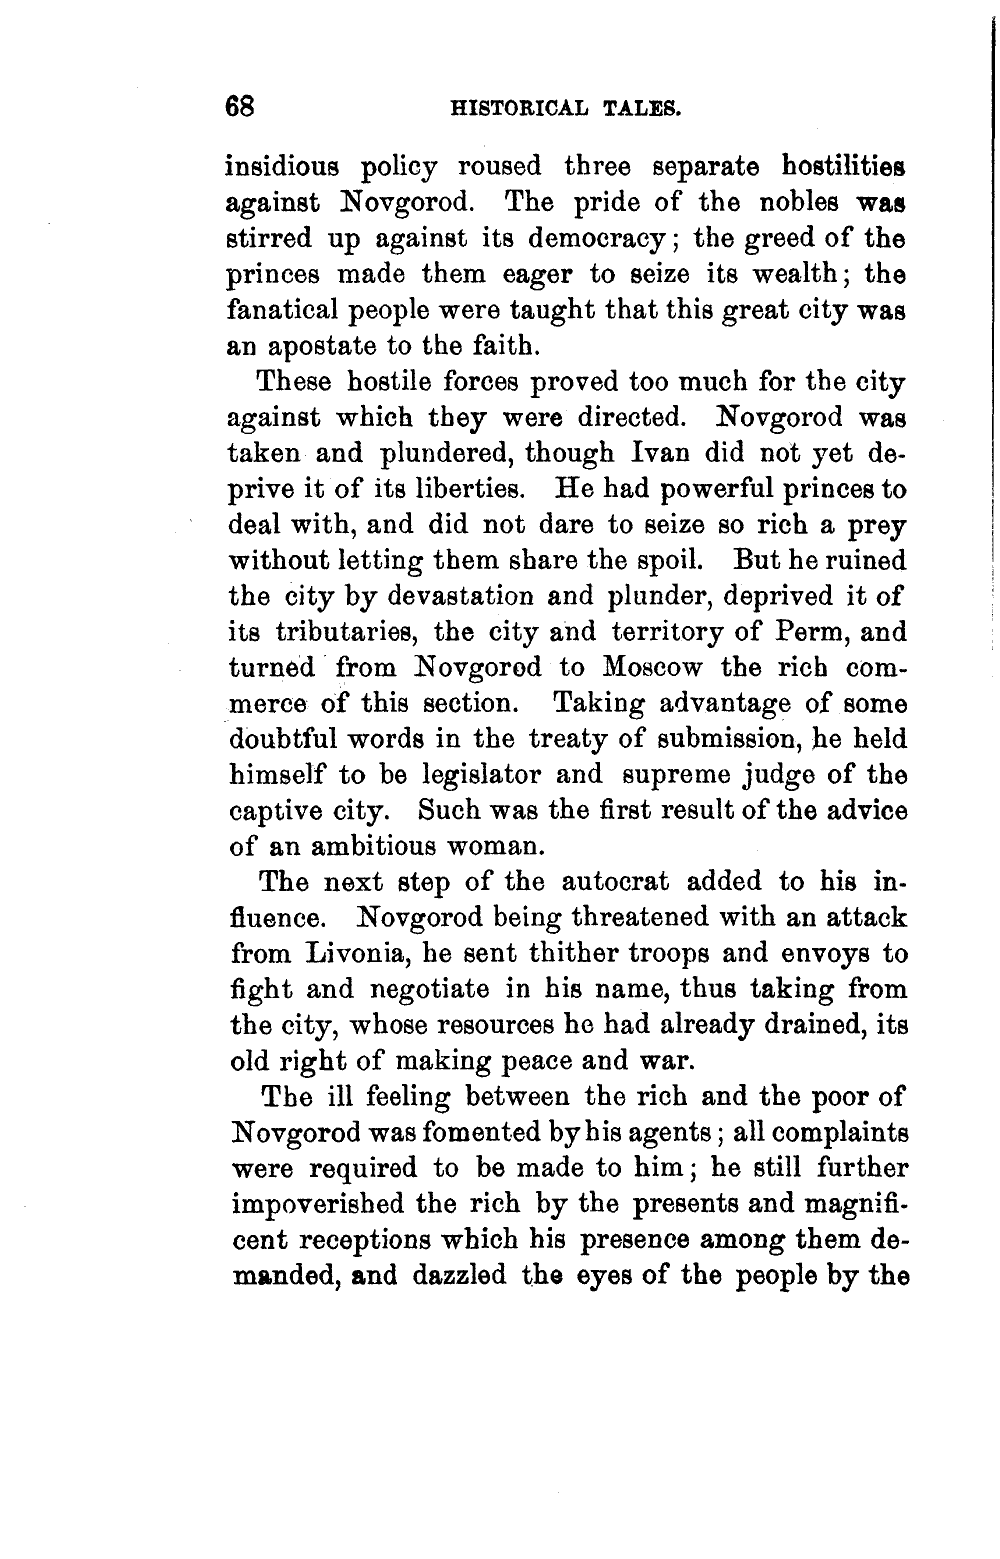 68 HISTORICAL TALES.
insidious policy roused three separate hostilities
against Novgorod. The pride of the nobles was
stirred up against its democracy; the greed of the
princes made them eager to seize its wealth; the
fanatical people were taught that this great city was
an apostate to the faith.
These hostile forces proved too much for the city
against which they were directed. Novgorod was
taken and plundered, though Ivan did not yet de-
prive it of its liberties. He had powerful princes to
deal with, and did not dare to seize so rich a prey
without letting them share the spoil. But he ruined
the city by devastation and plunder, deprived it of
its tributaries, the city and territory of Perm, and
turned from Novgorod to Moscow the rich com-
merce of this section. Taking advantage of some
doubtful words in the treaty of submission, he held
himself to be legislator and supreme judge of the
captive city. Such was the first result of the advice
of an ambitious woman.
The next step of the autocrat added to his in-
fluence. Novgorod being threatened with an attack
from Livonia, he sent thither troops and envoys to
fight and negotiate in his name, thus taking from
the city, whose resources he had already drained, its
old right of making peace and war.
The ill feeling between the rich and the poor of
Novgorod was fomented by his agents; all complaints
were required to be made to him; he still further
impoverished the rich by the presents and magnifi-
cent receptions which his presence among them de-
manded, and dazzled the eyes of the people by the